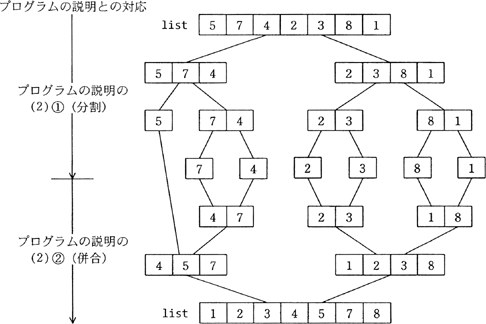 プログラムの説明との対応
list 5 7 4 2 3 8 1
5 7 4 2 3 8 1
プログラムの説明の
(2)①(分割)
5 7 4 2 3 8 1
7 4 2 3 8 1
4 7 2 3 1 8
プログラムの説明の
(2)②(併合)
4 5 7 1 2 3 8
list 1 2 3 4 5 7 8